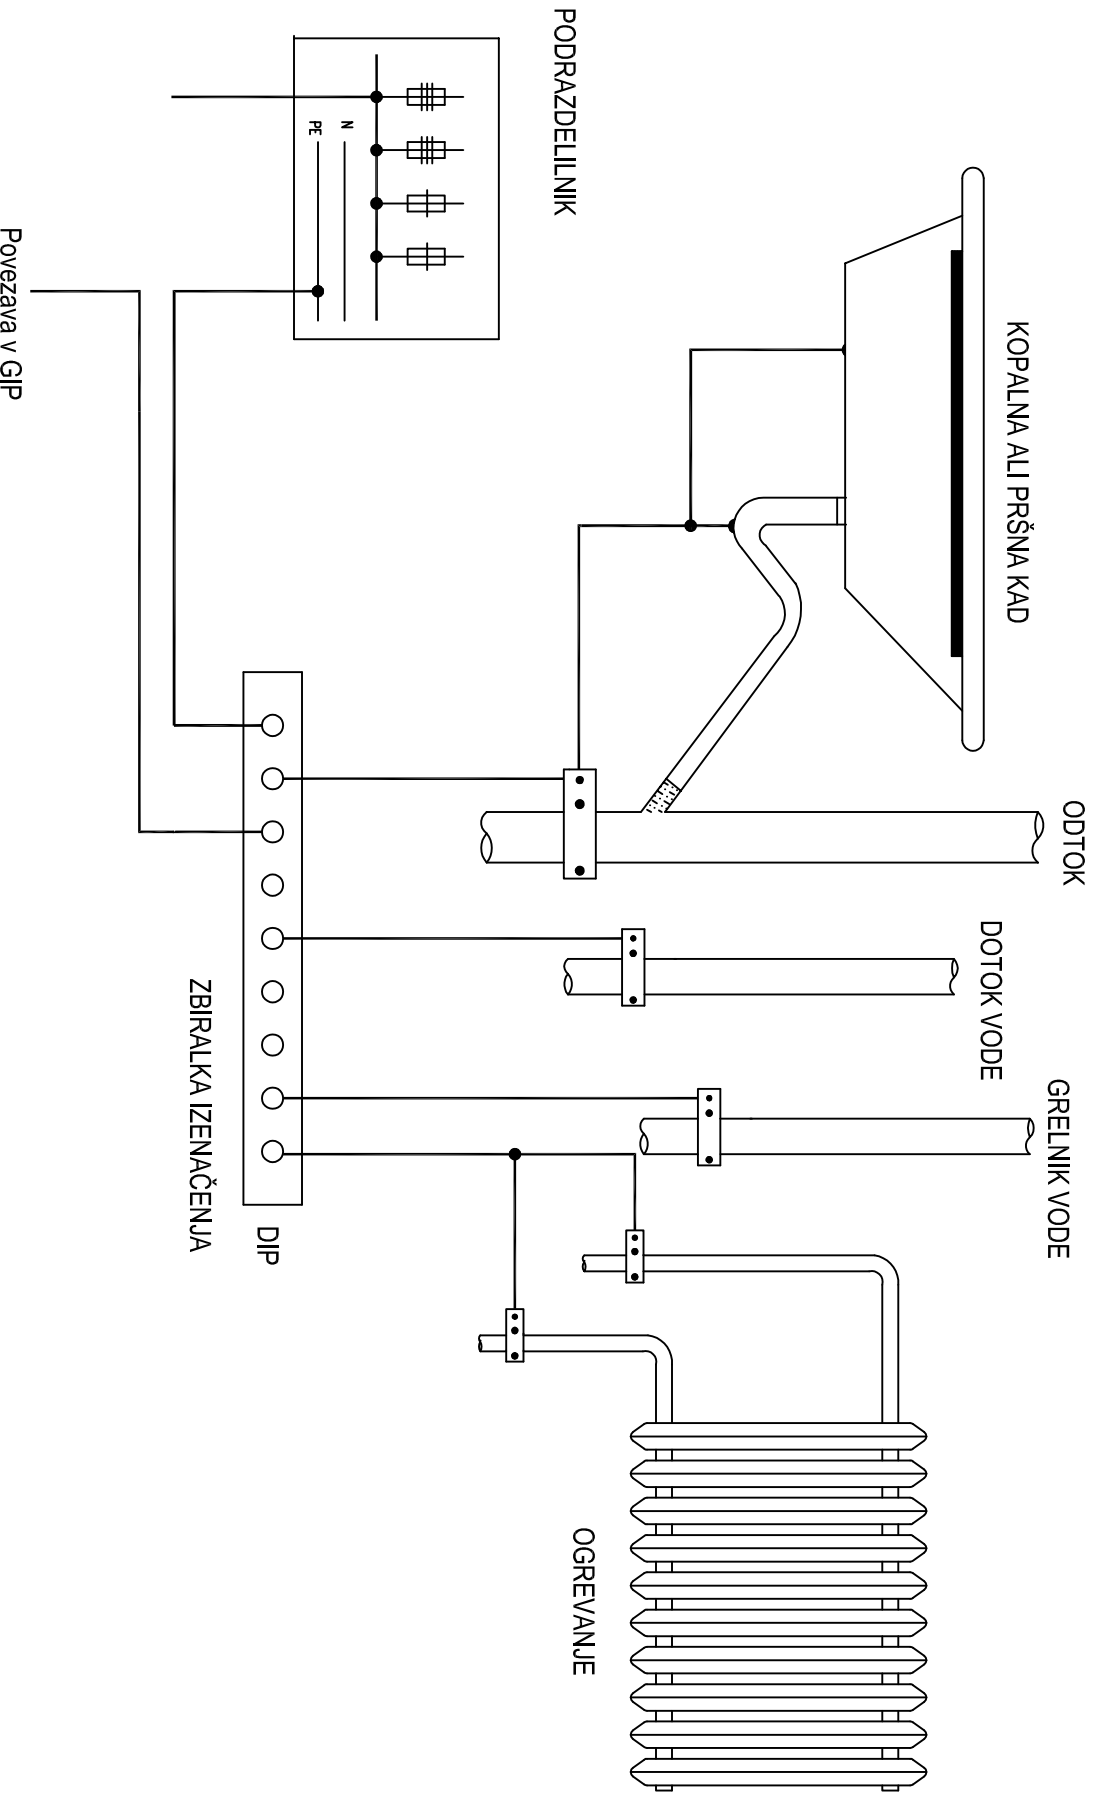 PODRAZDELILNIK
N
PE
Povezava v GIP
KOPALNA ALI PRŠNA KAD
ODTOK
DOTOK VODE
GRELNIK VODE
ZBIRALKA IZENAČENJA
DIP
OGREVANJE